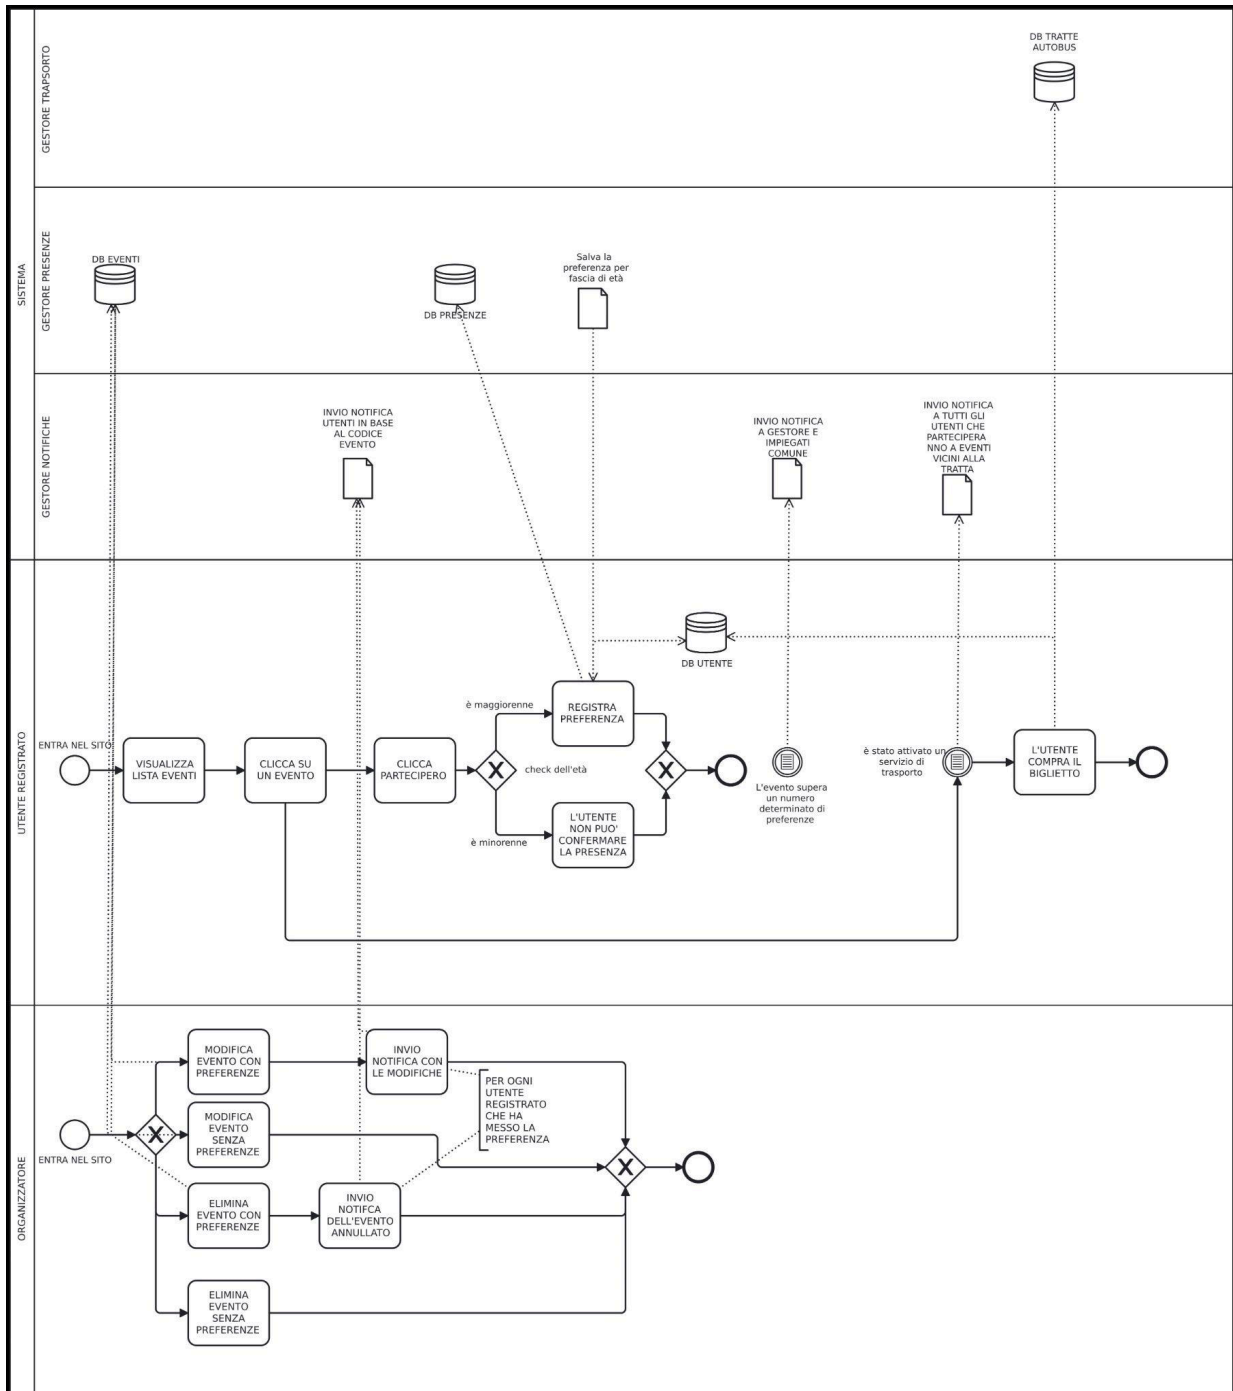 SISTEMA
GESTORE TRAPSORTO
DB TRATTE
AUTOBUS
GESTORE PRESENZE
DB EVENTI
DB PRESENZE
Salva la
preferenza per
fascia di età
GESTORE NOTIFICHE
INVIO NOTIFICA
UTENTI IN BASE
AL CODICE
EVENTO
INVIO NOTIFICA
A GESTORE E
IMPIEGATI
COMUNE
INVIO NOTIFICA
A TUTTI GLI
UTENTI CHE
PARTECIPERA
NNO A EVENTI
VICINI ALLA
TRATTA
UTENTE REGISTRATO
ENTRA NEL SITO
VISUALIZZA
LISTA EVENTI
CLICCA SU
UN EVENTO
CLICCA
PARTECIPERO
è maggiorenne
check dell'età
è minorenne
REGISTRA
PREFERENZA
L'UTENTE
NON PUO'
CONFERMARE
LA PRESENZA
DB UTENTE
L'evento supera
un numero
determinato di
preferenze
è stato attivato un
servizio di
trasporto
L'UTENTE
COMPRA IL
BIGLIETTO
ORGANIZZATORE
ENTRA NEL SITO
MODIFICA
EVENTO CON
PREFERENZE
INVIO
NOTIFICA CON
LE MODIFICHE
PER OGNI
UTENTE
REGISTRATO
CHE HA
MESSO LA
PREFERENZA
MODIFICA
EVENTO
SENZA
PREFERENZE
ELIMINA
EVENTO CON
PREFERENZE
INVIO
NOTIFCA
DELL'EVENTO
ANNULLATO
ELIMINA
EVENTO
SENZA
PREFERENZE